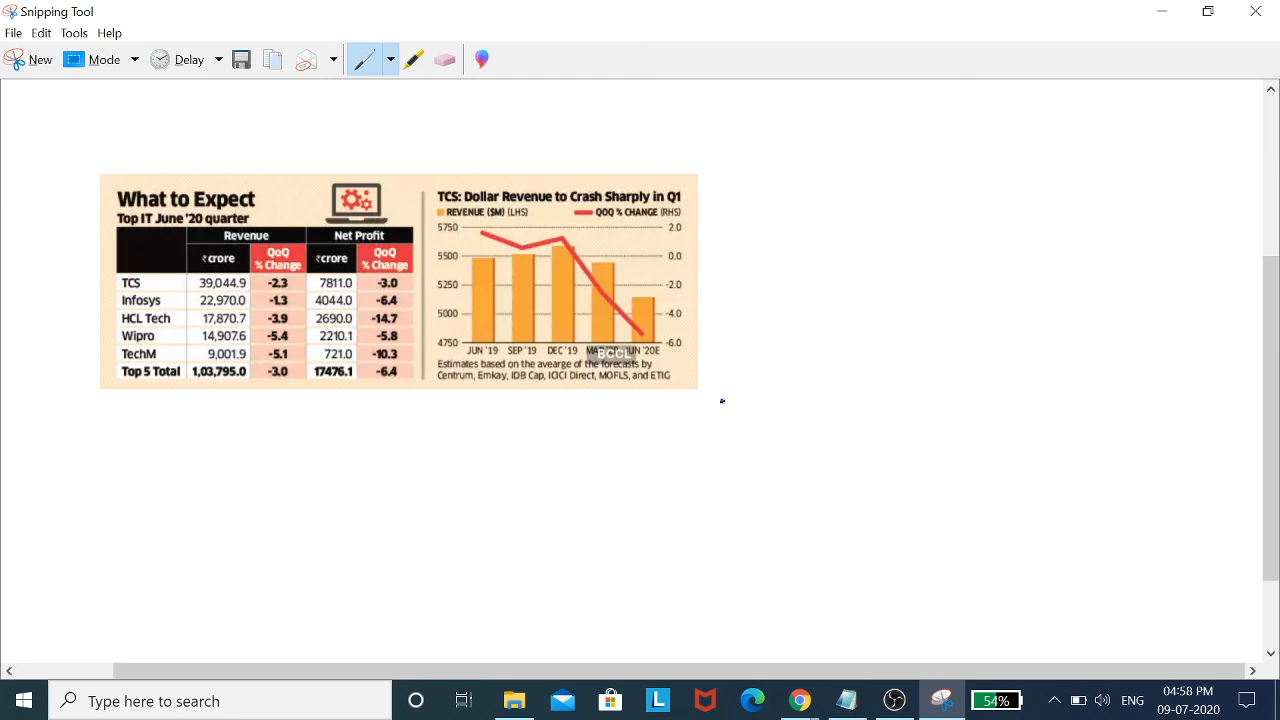 Snipping Tool
File Edit Tools Help
New Mode Delay
What to Expect
Top IT June '20 quarter
Revenue Net Profit
₹crore QoQ % Change ₹crore QoQ % Change
TCS 39,044.9 -2.3 7811.0 -3.0
Infosys 22,970.0 -1.3 4044.0 -6.4
HCL Tech 17,870.7 -3.9 2690.0 -14.7
Wipro 14,907.6 -5.4 2210.1 -5.8
TechM 9,001.9 -5.1 721.0 -10.3
Top 5 Total 1,03,795.0 -3.0 17476.1 -6.4
TCS: Dollar Revenue to Crash Sharply in Q1
REVENUE ($M) (LHS) QOQ % CHANGE (RHS)
5750 2.0
5500 0.0
5250 -2.0
5000 -4.0
4750 -6.0
JUN '19 SEP '19 DEC '19 MAR '20 JUN '20E
BCCL
Estimates based on the avearge of the forecasts by
Centrum, Emkay, IDB Cap, ICICI Direct, MOFLS, and ETIG
Type here to search
L
54%
ENG
04:58 PM
09-07-2020